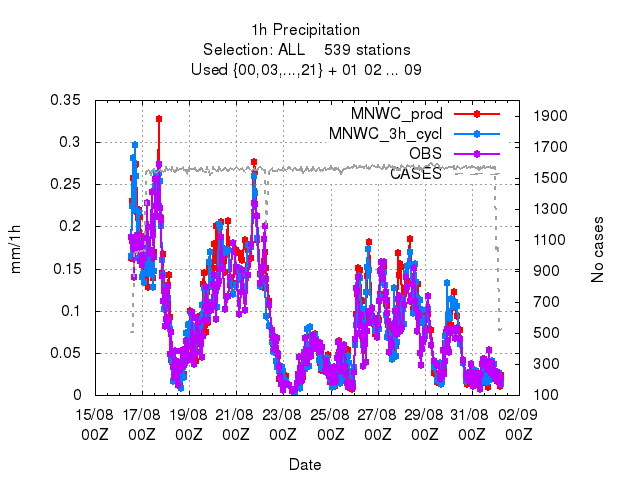 1h Precipitation
Selection: ALL 539 stations
Used {00,03,...,21} + 01 02 ... 09
0.35
0.3
0.25
0.2
0.15
0.1
0.05
0
mm/1h
MNWC_prod
MNWC_3h_cycl
OBS
CASES
1900
1700
1500
1300
1100
900
700
500
300
100
No cases
15/08 17/08 19/08 21/08 23/08 25/08 27/08 29/08 31/08 02/09
00Z 00Z 00Z 00Z 00Z 00Z 00Z 00Z 00Z 00Z
Date